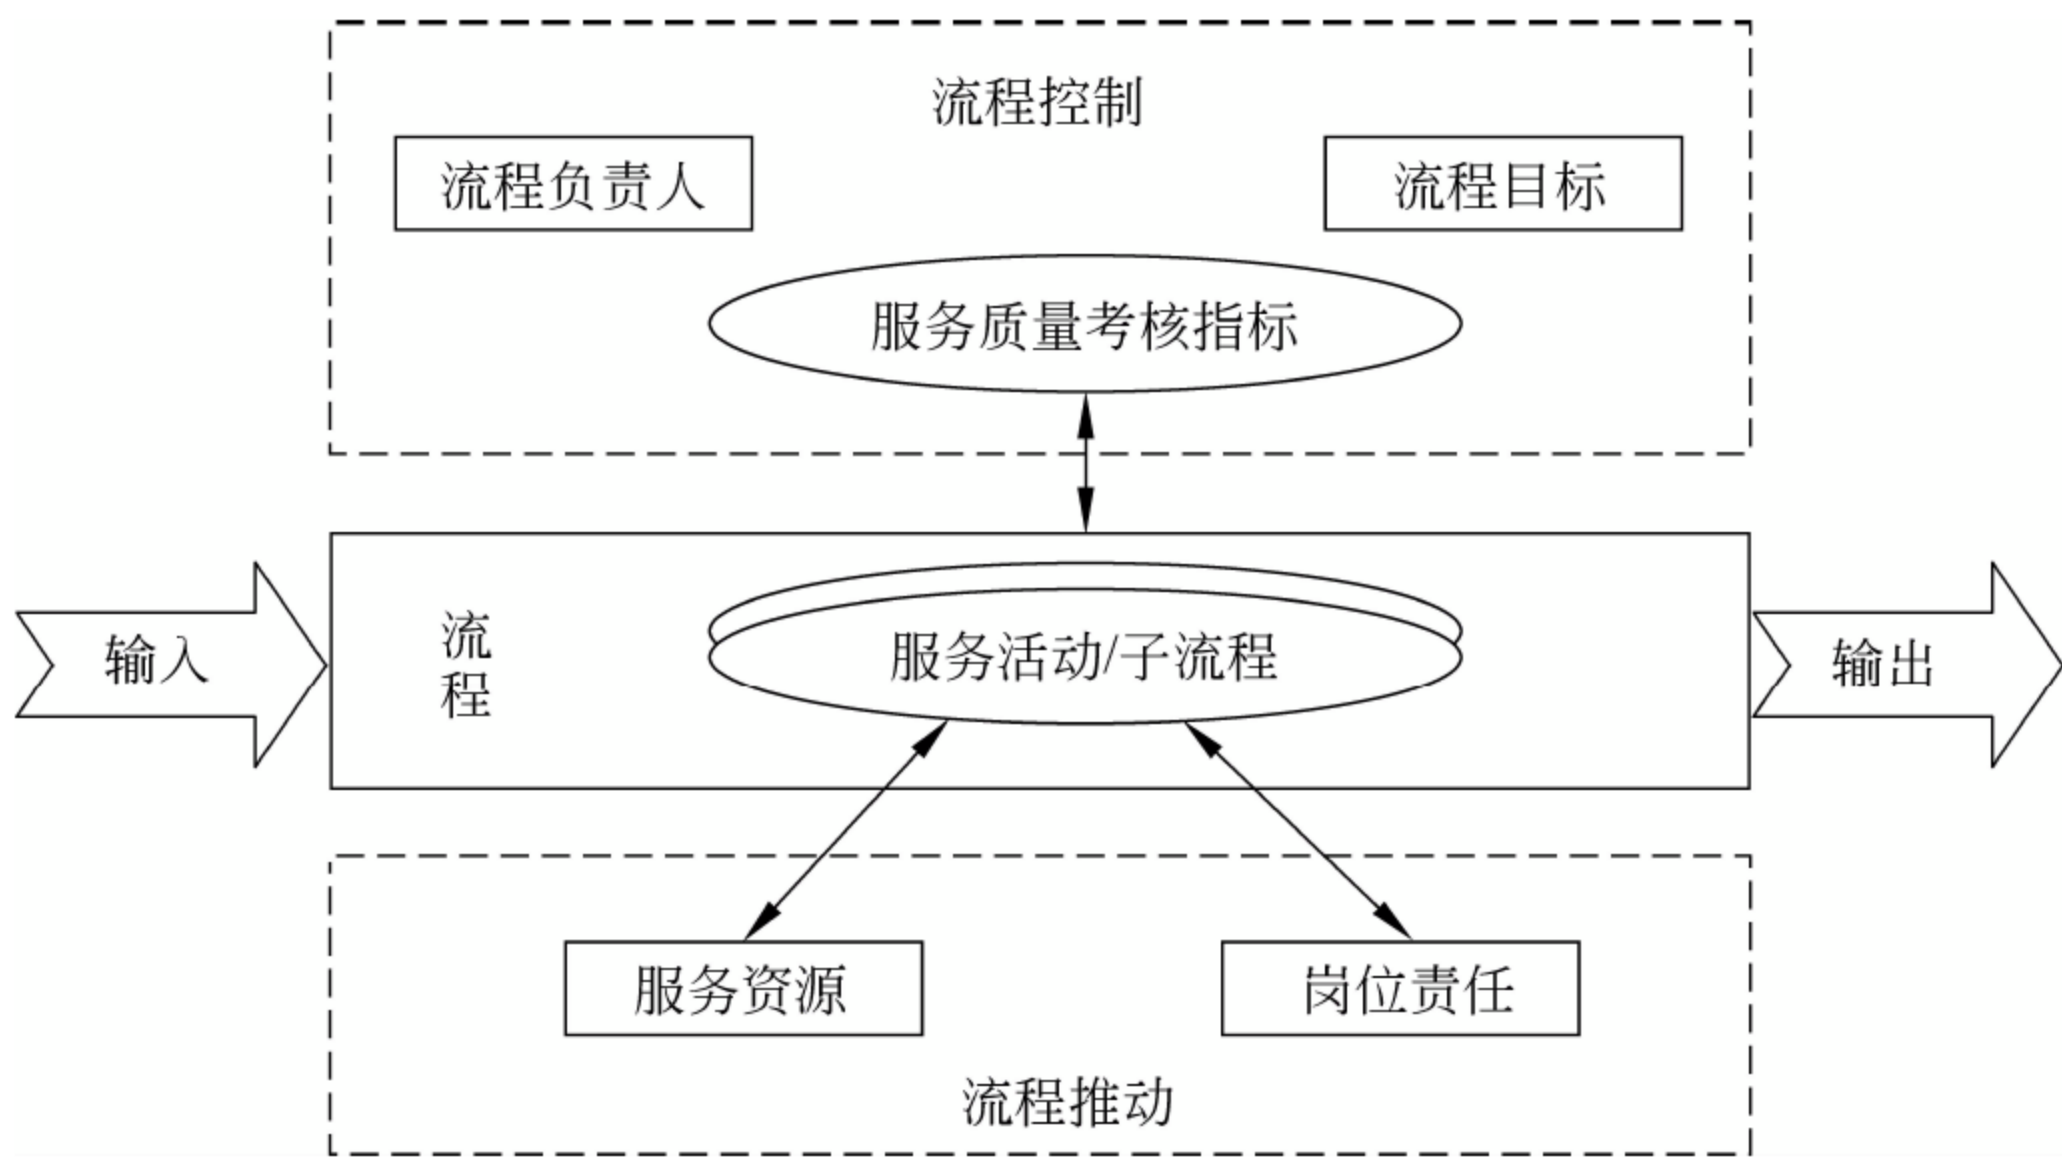 流程控制
流程负责人
流程目标
服务质量考核指标
输入
流
程
服务活动/子流程
输出
服务资源
岗位责任
流程推动